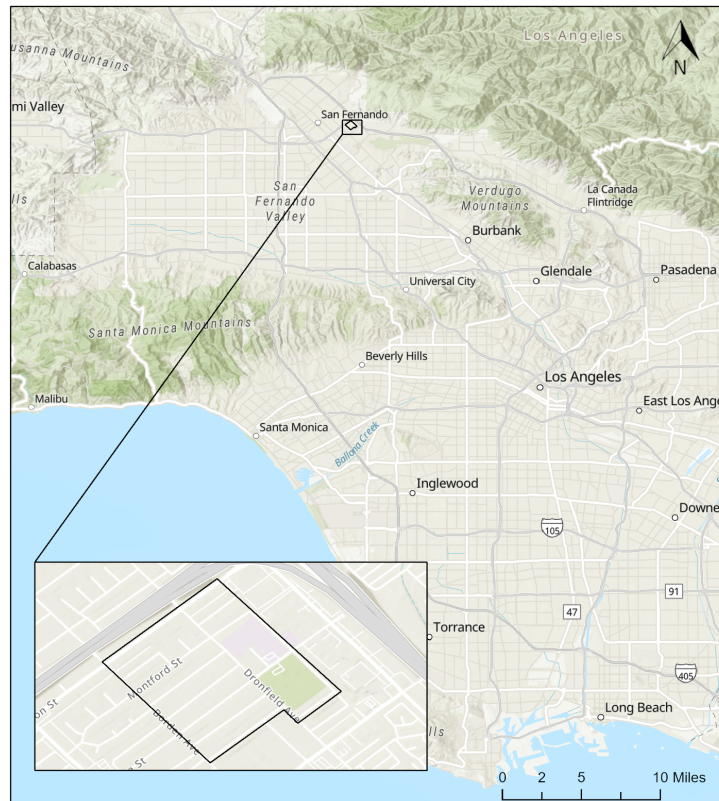 Los Angeles
usanna Mountains
N
mi Valley
San Fernando
San
Fernando
Valley
Verdugo
Mountains
La Canada
Flintridge
lls
Burbank
Calabasas
Glendale
Pasadena
Universal City
Santa Monica Mountains
Beverly Hills
Los Angeles
Malibu
East Los Ange
Santa Monica
Ballona Creek
Inglewood
Downe
105
91
47
Torrance
405
Montford St
Dronfield Ave
on St
Borden Ave
n St
lls
Long Beach
0 2 5 10 Miles